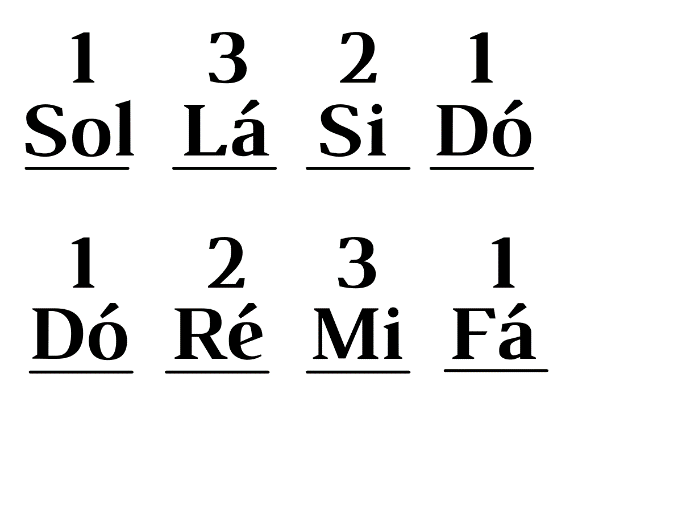 1 3 2 1
Sol Lá Si Dó
1 2 3 1
Dó Ré Mi Fá